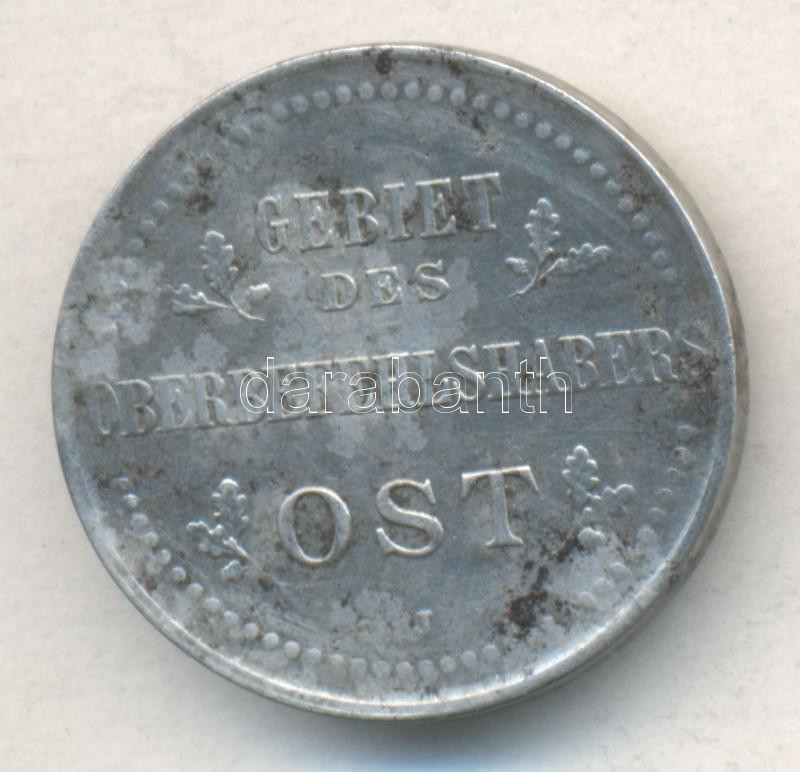 GEBIET
DES
OBERBEFEHLSHABERS
OST
J
darabanth